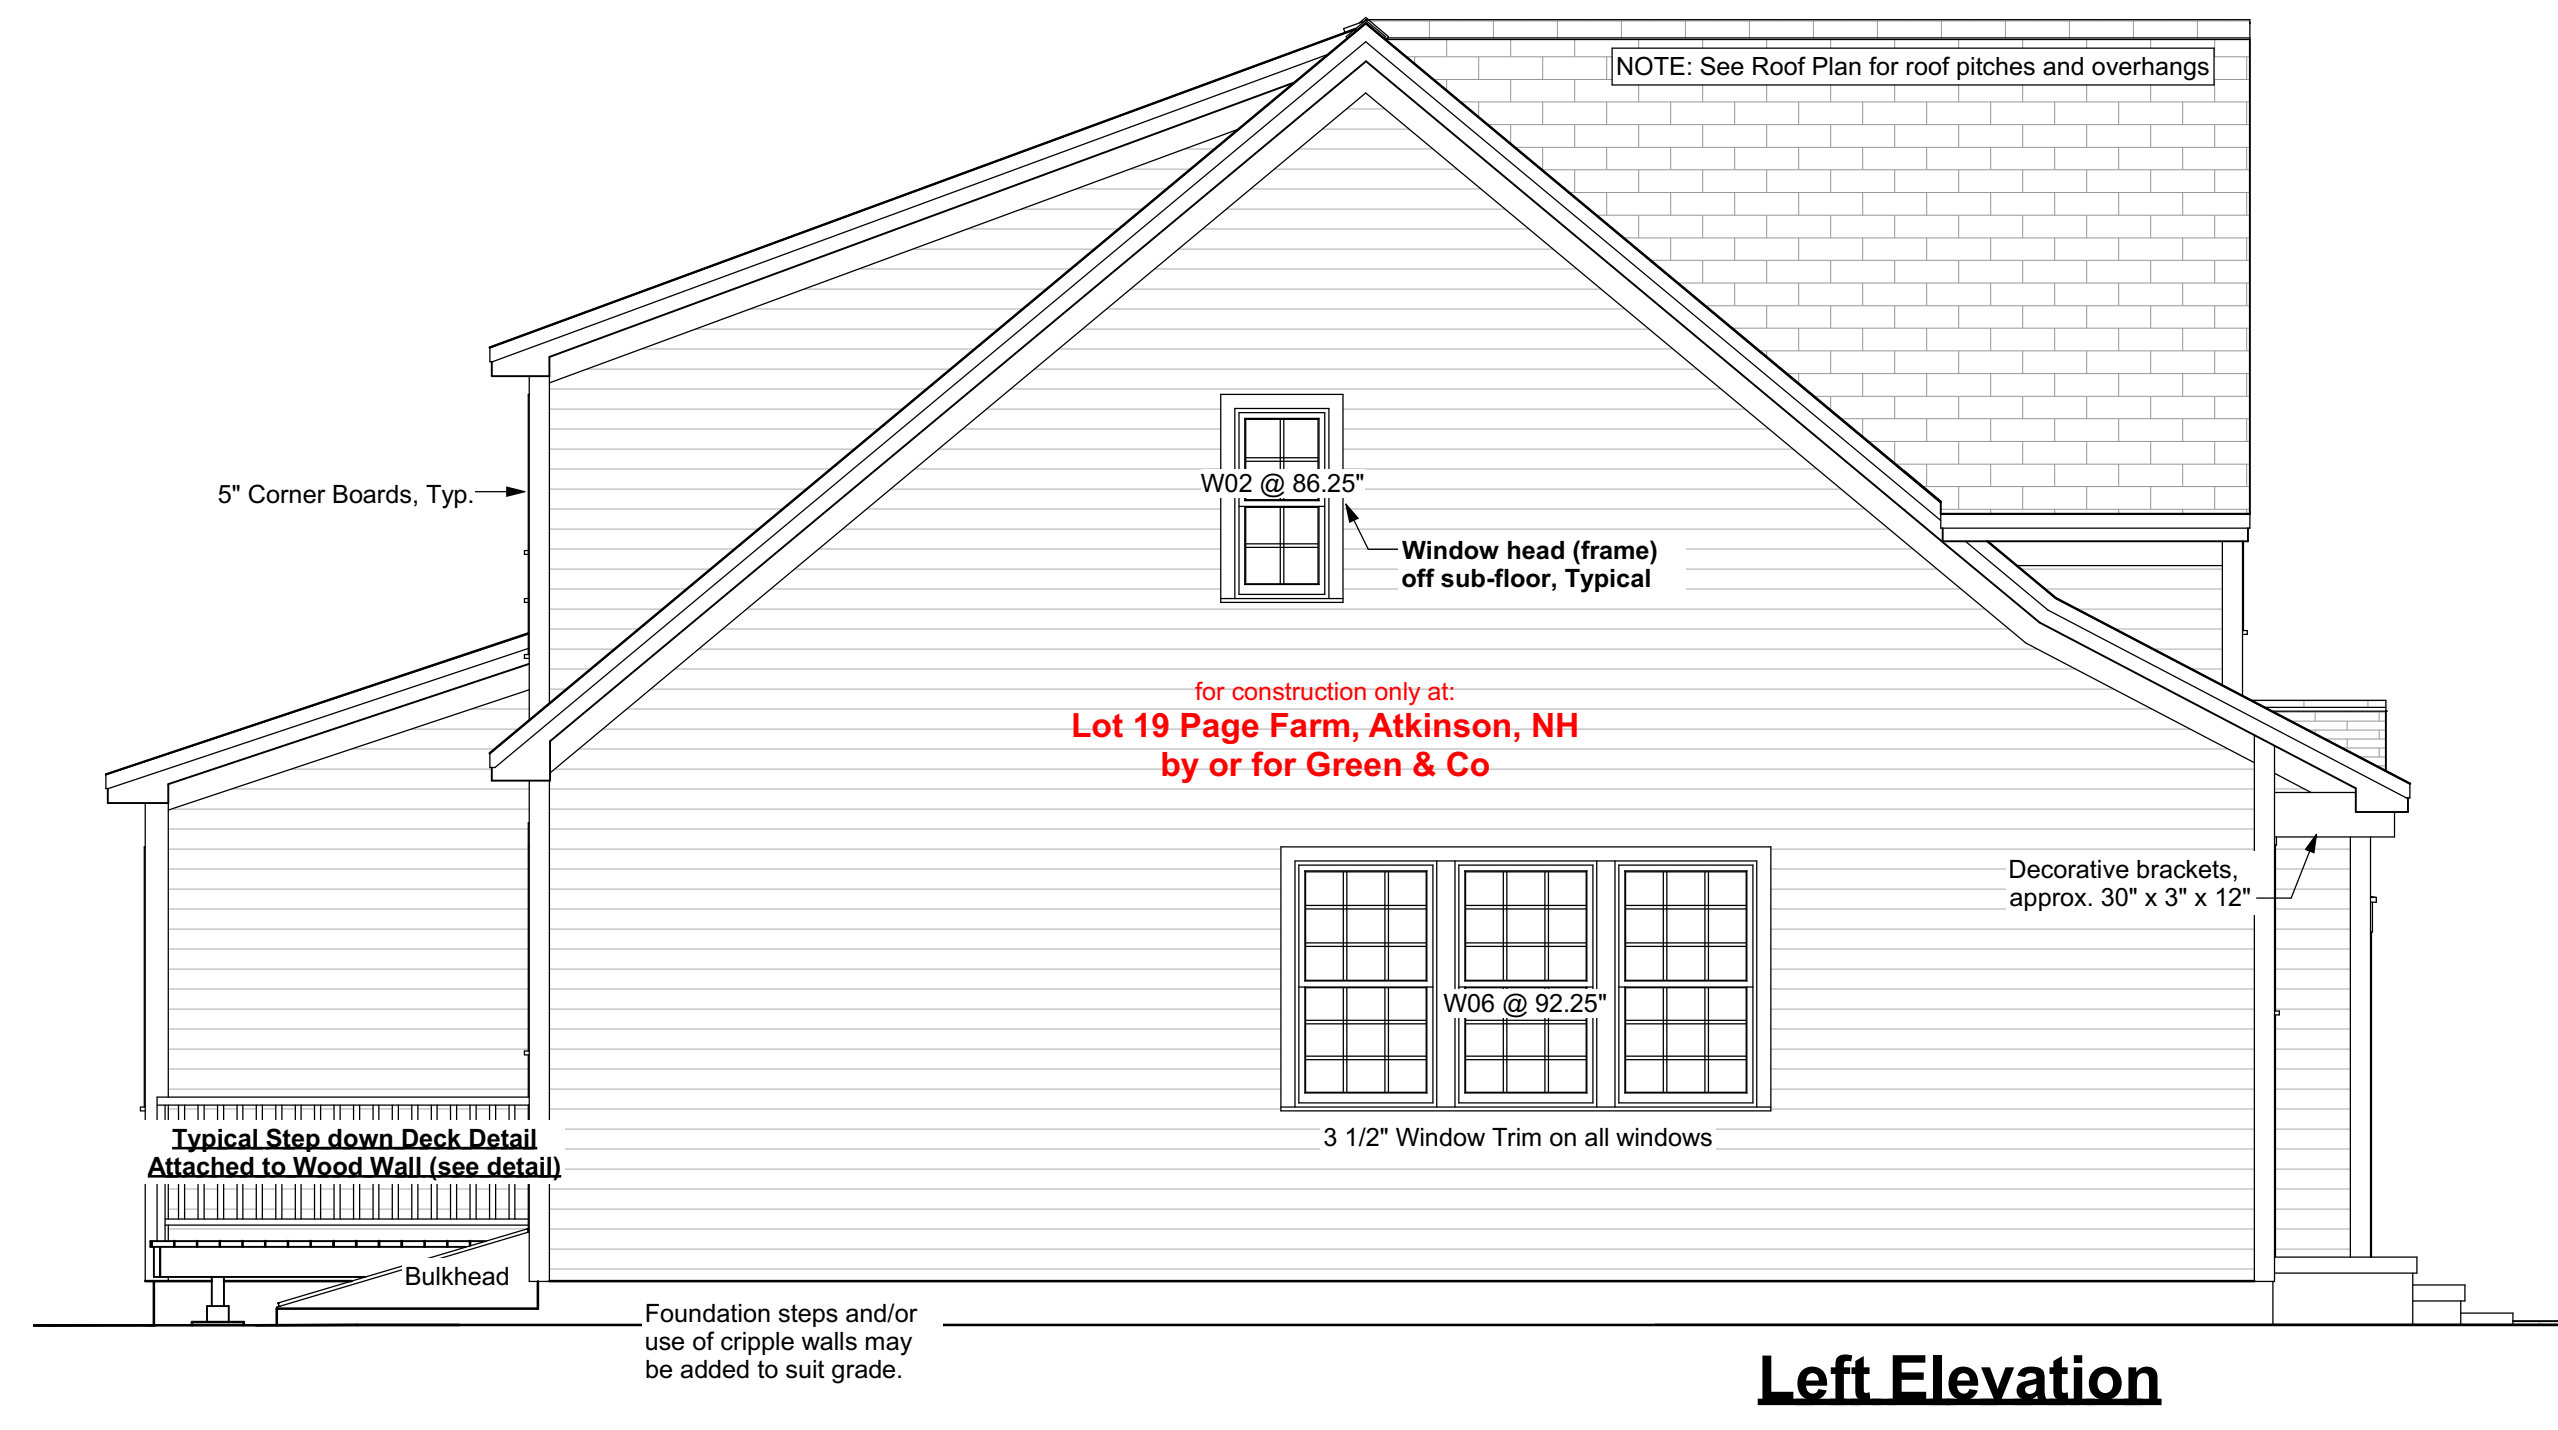 NOTE: See Roof Plan for roof pitches and overhangs
5" Corner Boards, Typ.
W02 @ 86.25"
Window head (frame)
off sub-floor, Typical
for construction only at:
Lot 19 Page Farm, Atkinson, NH
by or for Green & Co
Decorative brackets,
approx. 30" x 3" x 12"
W06 @ 92.25"
3 1/2" Window Trim on all windows
Typical Step down Deck Detail
Attached to Wood Wall (see detail)
Bulkhead
Foundation steps and/or
use of cripple walls may
be added to suit grade.
Left Elevation